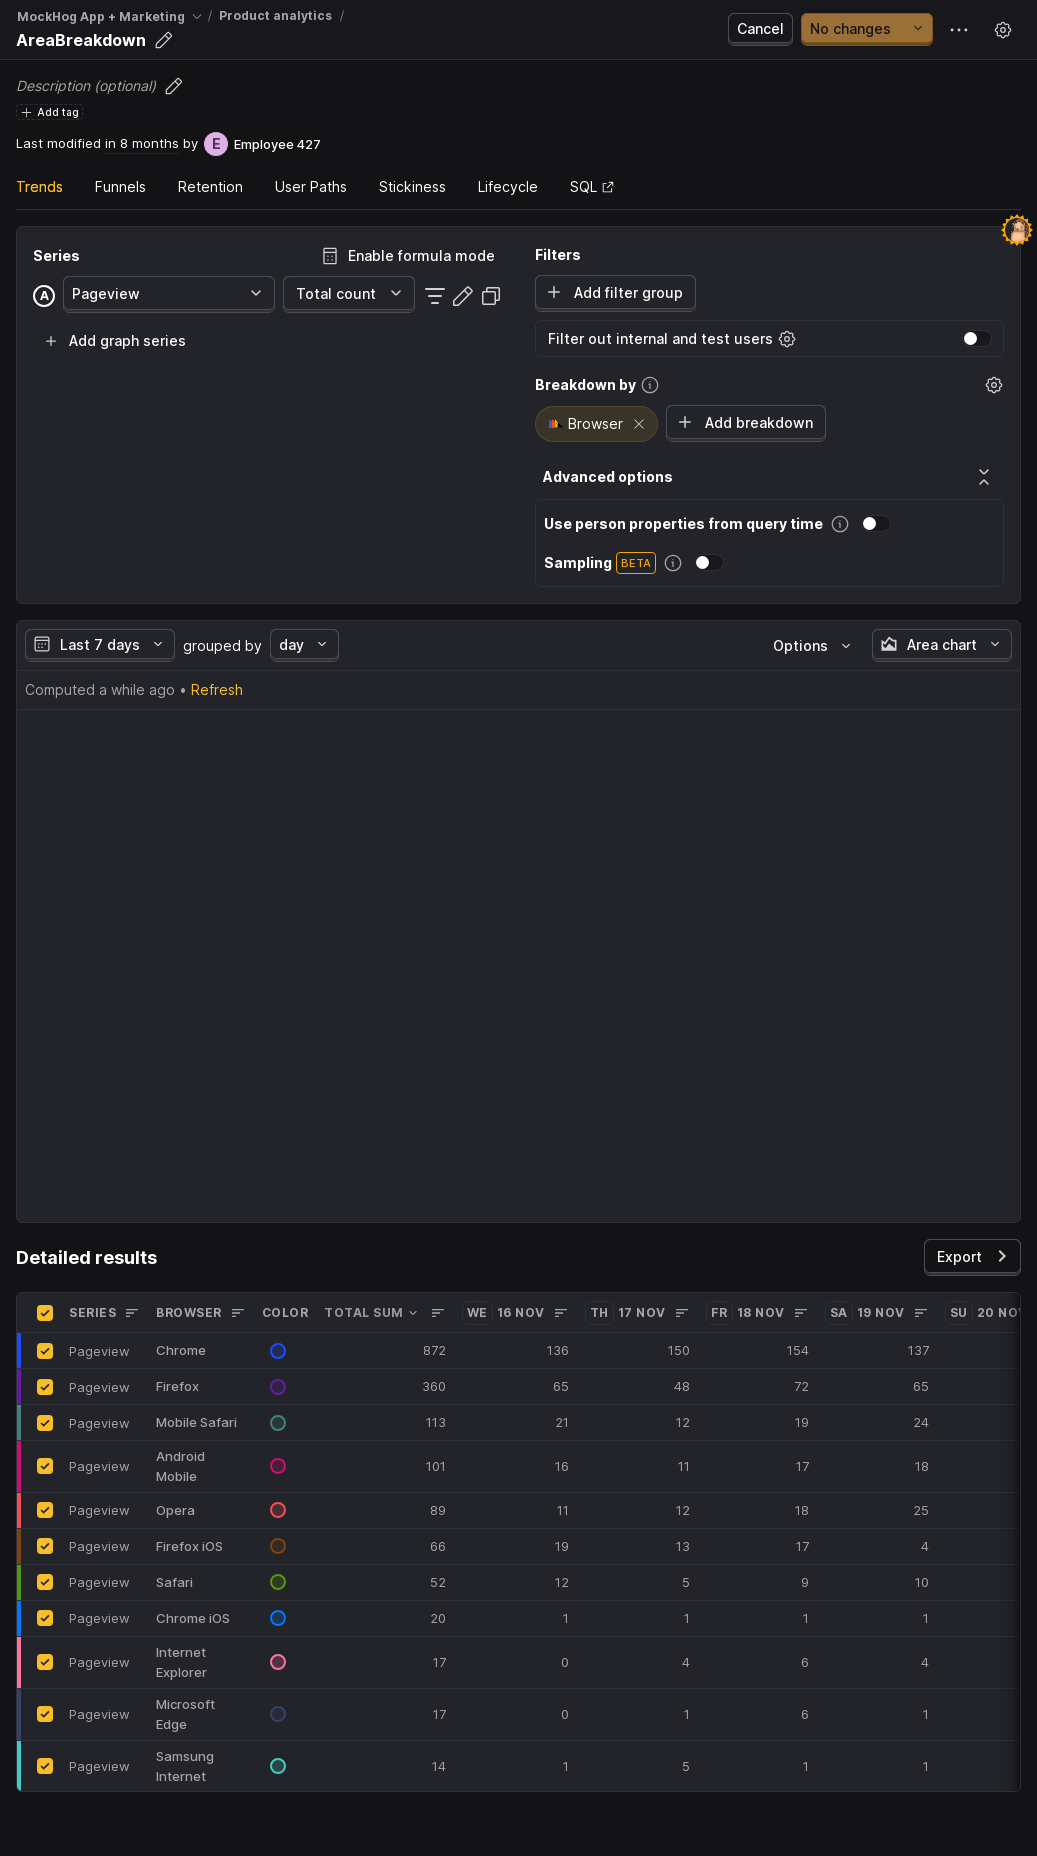 MockHog App + Marketing / Product analytics /
AreaBreakdown
Cancel
No changes
Description (optional)
Add tag
Last modified in 8 months by E Employee 427
Trends Funnels Retention User Paths Stickiness Lifecycle SQL
Series
Enable formula mode
A Pageview Total count
Add graph series
Filters
Add filter group
Filter out internal and test users
Breakdown by
Browser
Add breakdown
Advanced options
Use person properties from query time
Sampling BETA
Last 7 days grouped by day Options Area chart
Computed a while ago • Refresh
Detailed results
Export
SERIES BROWSER COLOR TOTAL SUM WE 16 NOV TH 17 NOV FR 18 NOV SA 19 NOV SU 20 NOV
Pageview Chrome 872 136 150 154 137
Pageview Firefox 360 65 48 72 65
Pageview Mobile Safari 113 21 12 19 24
Pageview Android Mobile 101 16 11 17 18
Pageview Opera 89 11 12 18 25
Pageview Firefox iOS 66 19 13 17 4
Pageview Safari 52 12 5 9 10
Pageview Chrome iOS 20 1 1 1 1
Pageview Internet Explorer 17 0 4 6 4
Pageview Microsoft Edge 17 0 1 6 1
Pageview Samsung Internet 14 1 5 1 1